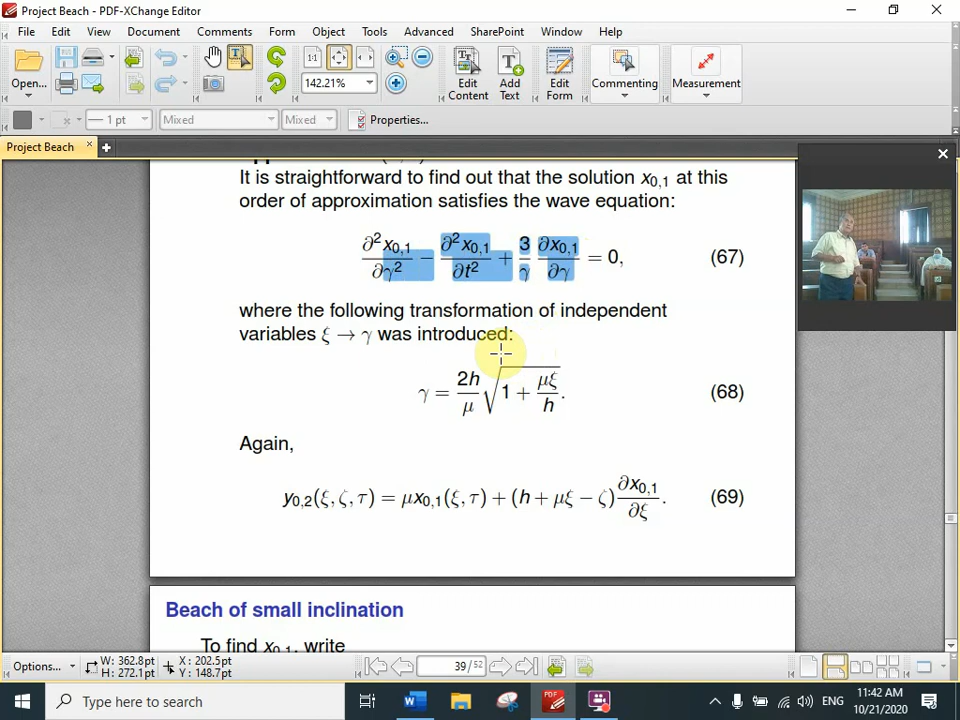 Project Beach - PDF-XChange Editor
File Edit View Document Comments Form Object Tools Advanced SharePoint Window Help
Open... 1:1 142.21% Edit Content Add Text Edit Form Commenting Measurement
1 pt Mixed Mixed Properties...
Project Beach
It is straightforward to find out that the solution x₀,₁ at this
order of approximation satisfies the wave equation:
∂²x₀,₁/∂γ² − ∂²x₀,₁/∂t² + 3/γ ∂x₀,₁/∂γ = 0, (67)
where the following transformation of independent
variables ξ → γ was introduced:
γ = 2h/μ √(1 + μξ/h). (68)
Again,
y₀,₂(ξ, ζ, τ) = μx₀,₁(ξ, τ) + (h + μξ − ζ) ∂x₀,₁/∂ξ. (69)
Beach of small inclination
To find x₀,₁, write
Options... W: 362.8pt H: 272.1pt X: 202.5pt Y: 148.7pt 39 / 52
Type here to search W PDF ENG 11:42 AM 10/21/2020